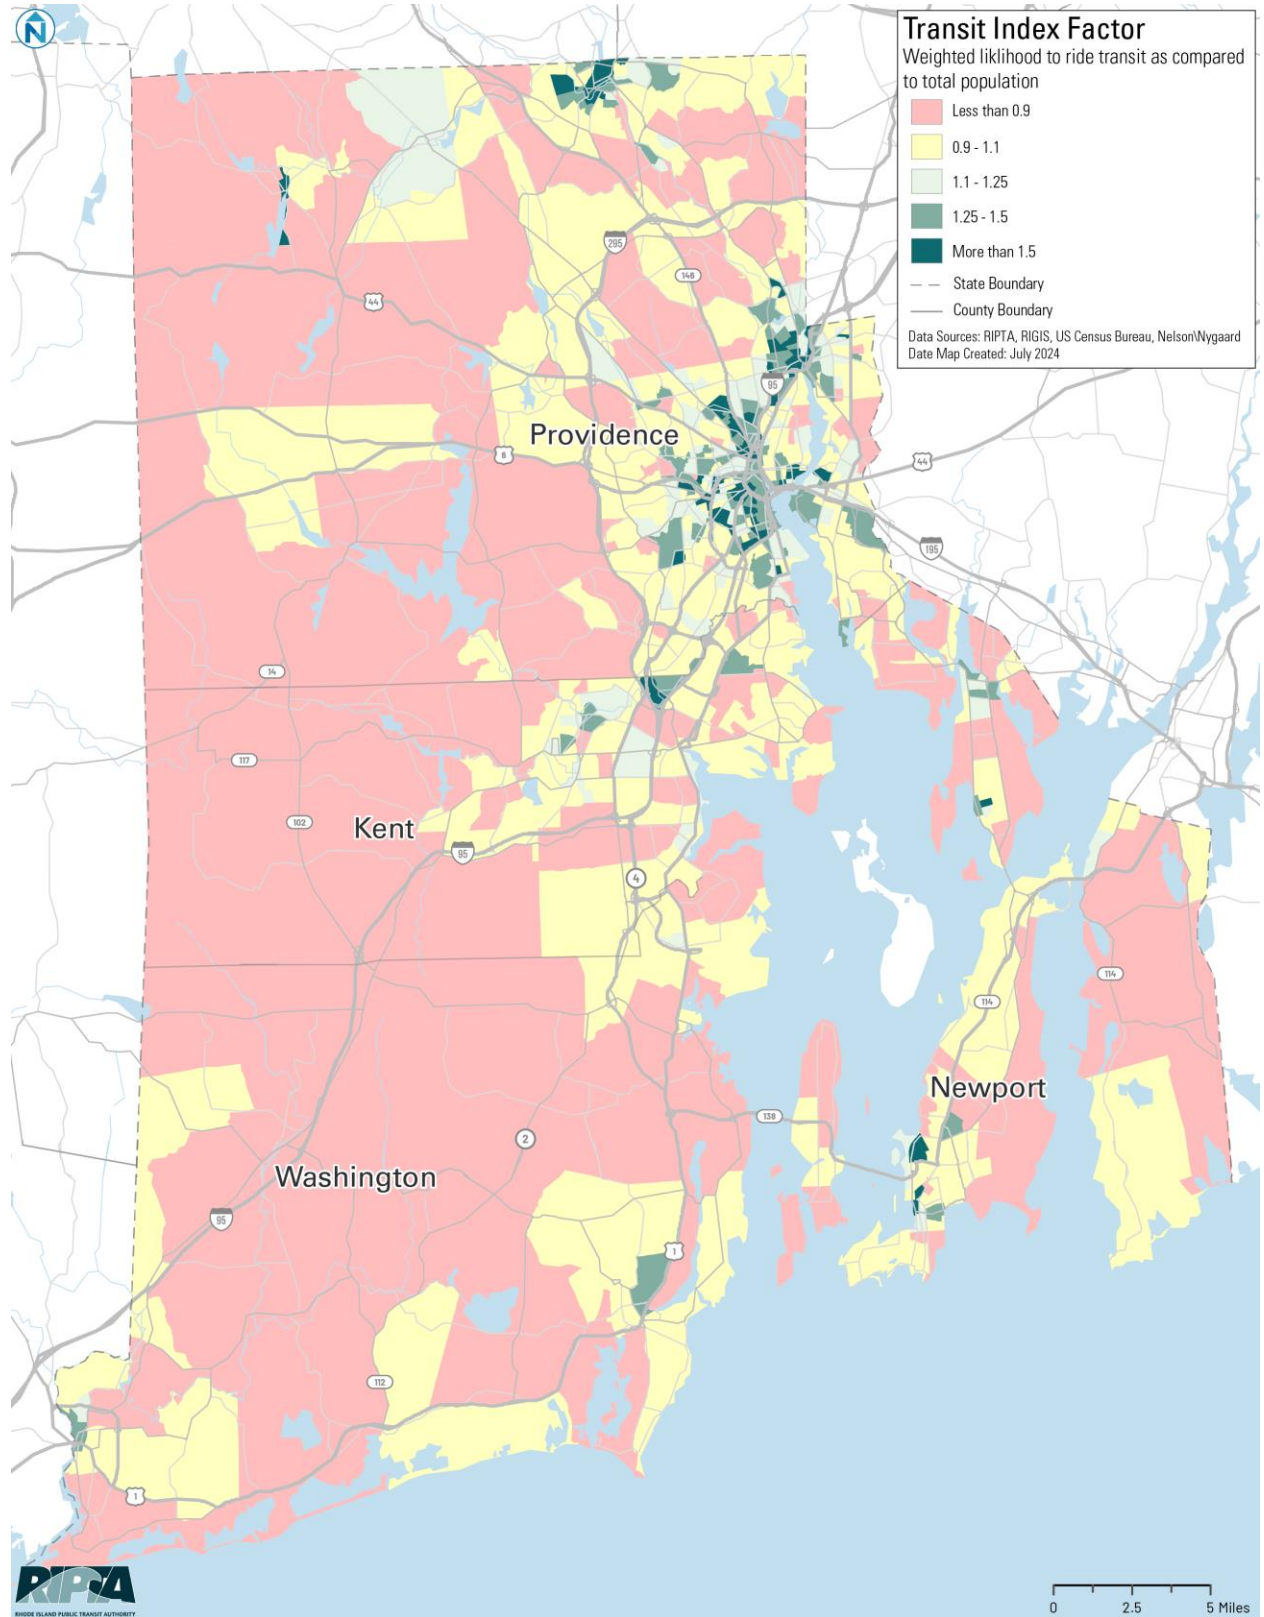 N
Transit Index Factor
Weighted liklihood to ride transit as compared
to total population
Less than 0.9
0.9 - 1.1
1.1 - 1.25
1.25 - 1.5
More than 1.5
State Boundary
County Boundary
Data Sources: RIPTA, RIGIS, US Census Bureau, Nelson\Nygaard
Date Map Created: July 2024
295
146
44
95
Providence
6
44
195
14
117
102
Kent
95
4
114
114
Newport
138
2
Washington
95
1
112
1
RIPTA
RHODE ISLAND PUBLIC TRANSIT AUTHORITY
0 2.5 5 Miles